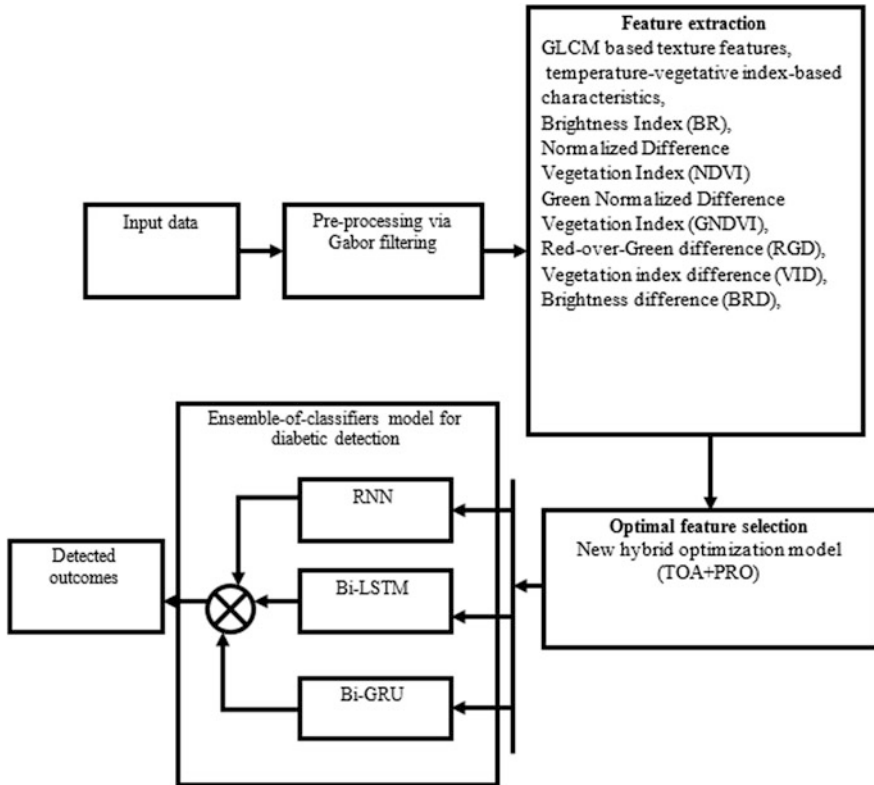 Input data
Pre-processing via
Gabor filtering
Feature extraction
GLCM based texture features,
temperature-vegetative index-based
characteristics,
Brightness Index (BR),
Normalized Difference
Vegetation Index (NDVI)
Green Normalized Difference
Vegetation Index (GNDVI),
Red-over-Green difference (RGD),
Vegetation index difference (VID),
Brightness difference (BRD),
Optimal feature selection
New hybrid optimization model
(TOA+PRO)
Ensemble-of-classifiers model for
diabetic detection
RNN
Bi-LSTM
Bi-GRU
Detected
outcomes